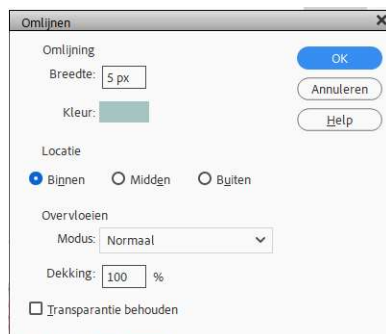 Omlijnen
Omlijning
Breedte: 5 px
Kleur:
Locatie
Binnen Midden Buiten
Overvloeien
Modus: Normaal
Dekking: 100 %
Transparantie behouden
OK
Annuleren
Help